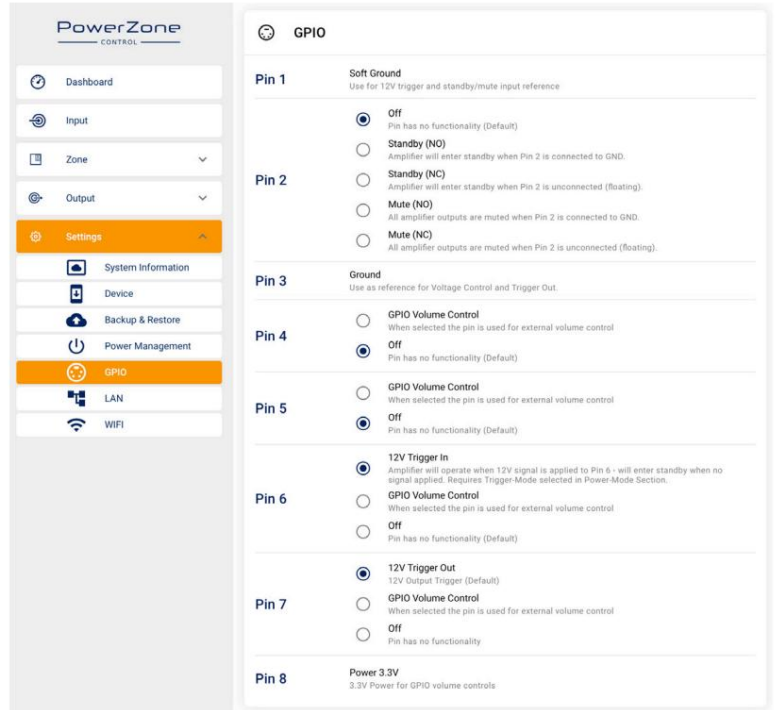 PowerZone
CONTROL
Dashboard
Input
Zone
Output
Settings
System Information
Device
Backup & Restore
Power Management
GPIO
LAN
WIFI
GPIO
Pin 1
Soft Ground
Use for 12V trigger and standby/mute input reference
Pin 2
Off
Pin has no functionality (Default)
Standby (NO)
Amplifier will enter standby when Pin 2 is connected to GND.
Standby (NC)
Amplifier will enter standby when Pin 2 is unconnected (floating).
Mute (NO)
All amplifier outputs are muted when Pin 2 is connected to GND.
Mute (NC)
All amplifier outputs are muted when Pin 2 is unconnected (floating).
Pin 3
Ground
Use as reference for Voltage Control and Trigger Out.
Pin 4
GPIO Volume Control
When selected the pin is used for external volume control
Off
Pin has no functionality (Default)
Pin 5
GPIO Volume Control
When selected the pin is used for external volume control
Off
Pin has no functionality (Default)
Pin 6
12V Trigger In
Amplifier will operate when 12V signal is applied to Pin 6 - will enter standby when no
signal applied. Requires Trigger-Mode selected in Power-Mode Section.
GPIO Volume Control
When selected the pin is used for external volume control
Off
Pin has no functionality (Default)
Pin 7
12V Trigger Out
12V Output Trigger (Default)
GPIO Volume Control
When selected the pin is used for external volume control
Off
Pin has no functionality
Pin 8
Power 3.3V
3.3V Power for GPIO volume controls